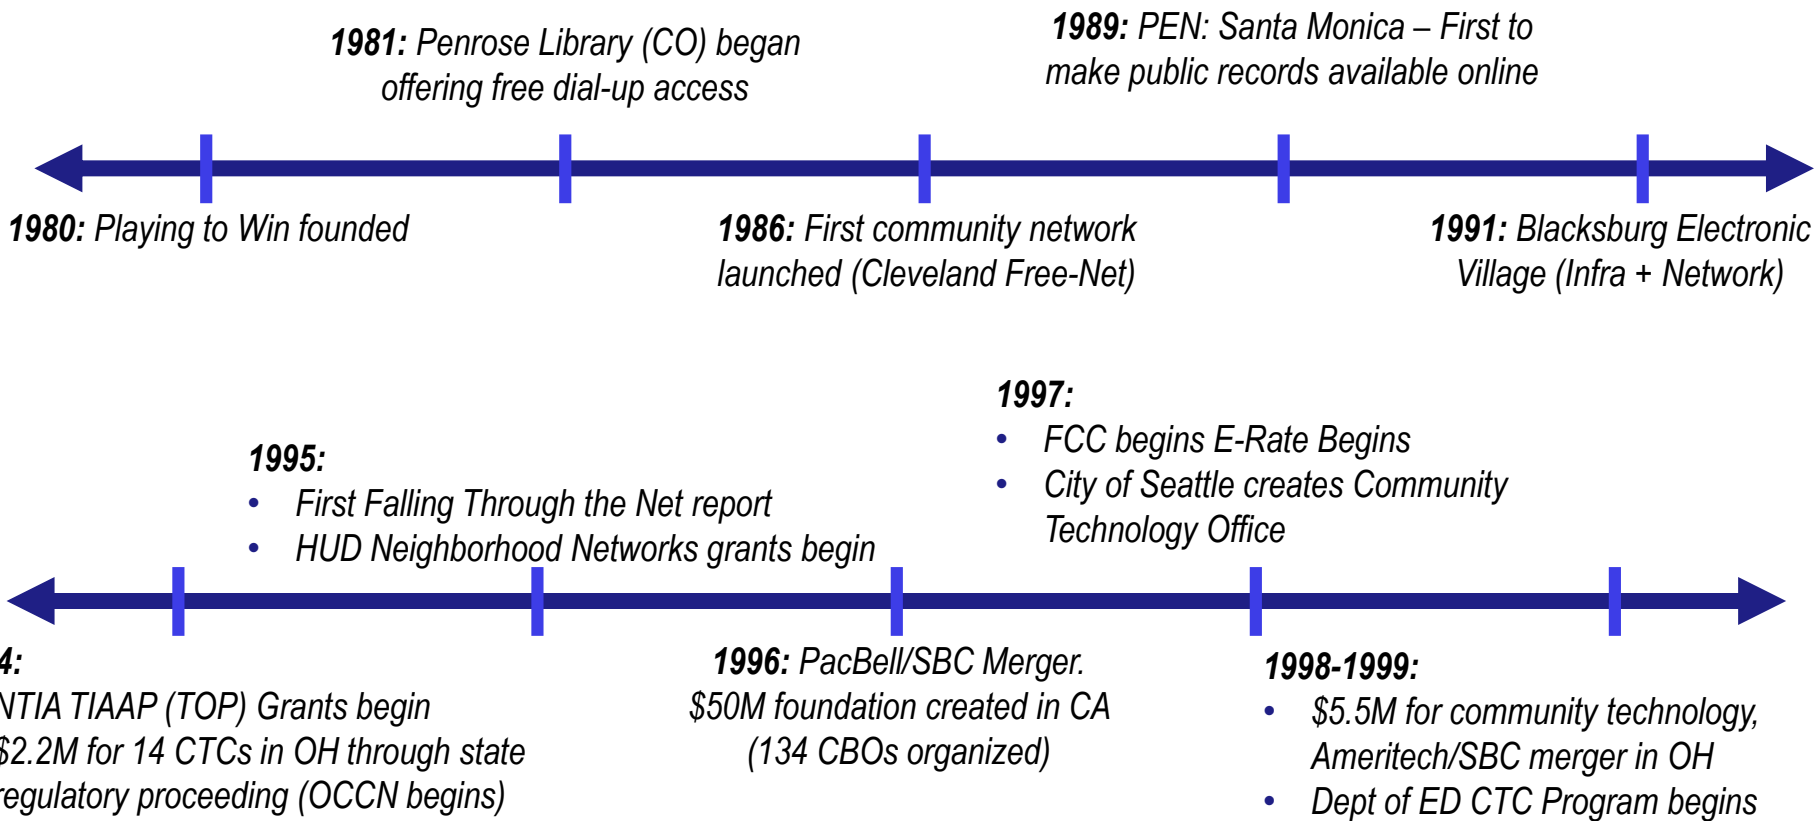 1981: Penrose Library (CO) began
offering free dial-up access
1989: PEN: Santa Monica – First to
make public records available online
1980: Playing to Win founded
1986: First community network
launched (Cleveland Free-Net)
1991: Blacksburg Electronic
Village (Infra + Network)
1995:
• First Falling Through the Net report
• HUD Neighborhood Networks grants begin
1997:
• FCC begins E-Rate Begins
• City of Seattle creates Community
Technology Office
4:
NTIA TIAAP (TOP) Grants begin
$2.2M for 14 CTCs in OH through state
regulatory proceeding (OCCN begins)
1996: PacBell/SBC Merger.
$50M foundation created in CA
(134 CBOs organized)
1998-1999:
• $5.5M for community technology,
Ameritech/SBC merger in OH
• Dept of ED CTC Program begins